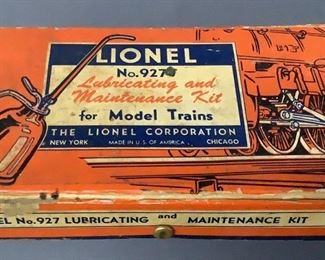 LIONEL
No. 927
Lubricating and
Maintenance Kit
for Model Trains
THE LIONEL CORPORATION
NEW YORK MADE IN U.S. OF AMERICA CHICAGO
EL No. 927 LUBRICATING and MAINTENANCE KIT